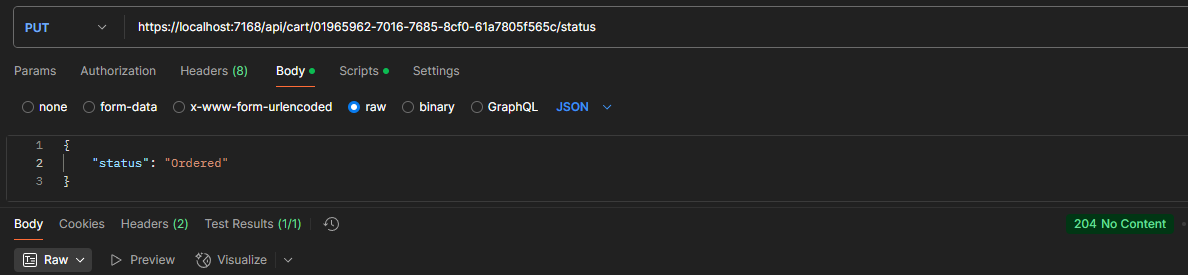 PUT https://localhost:7168/api/cart/01965962-7016-7685-8cf0-61a7805f565c/status
Params Authorization Headers (8) Body Scripts Settings
none form-data x-www-form-urlencoded raw binary GraphQL JSON
1 {
2 "status": "Ordered"
3 }
Body Cookies Headers (2) Test Results (1/1) 204 No Content
Raw Preview Visualize